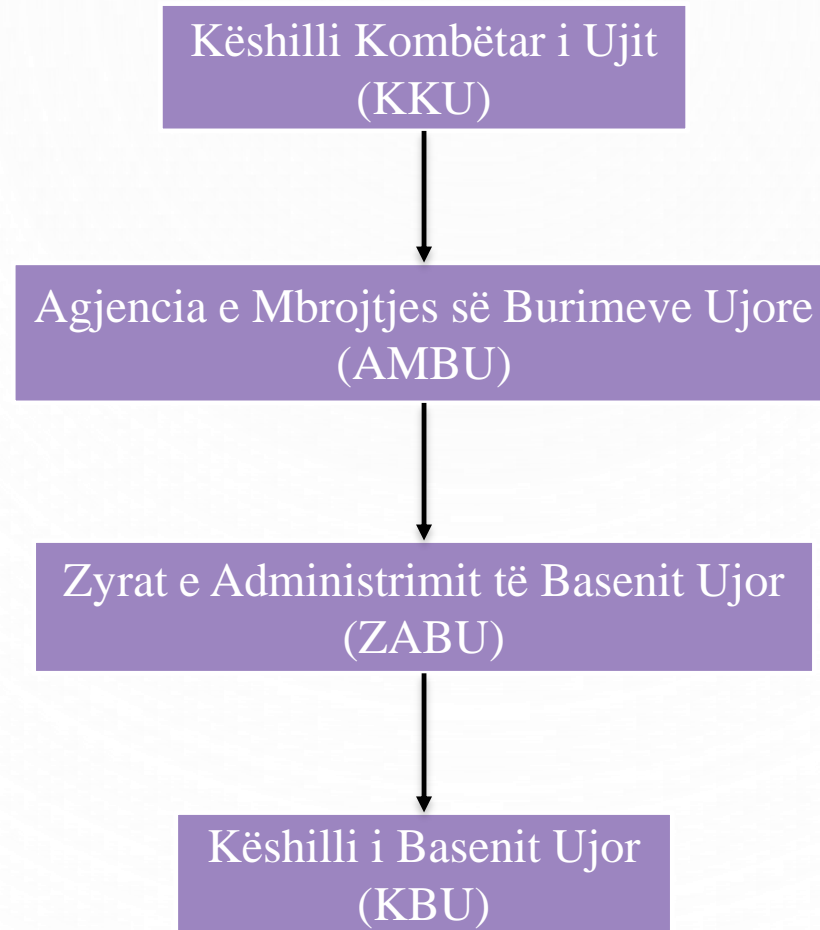 Këshilli Kombëtar i Ujit
(KKU)
Agjencia e Mbrojtjes së Burimeve Ujore
(AMBU)
Zyrat e Administrimit të Basenit Ujor
(ZABU)
Këshilli i Basenit Ujor
(KBU)